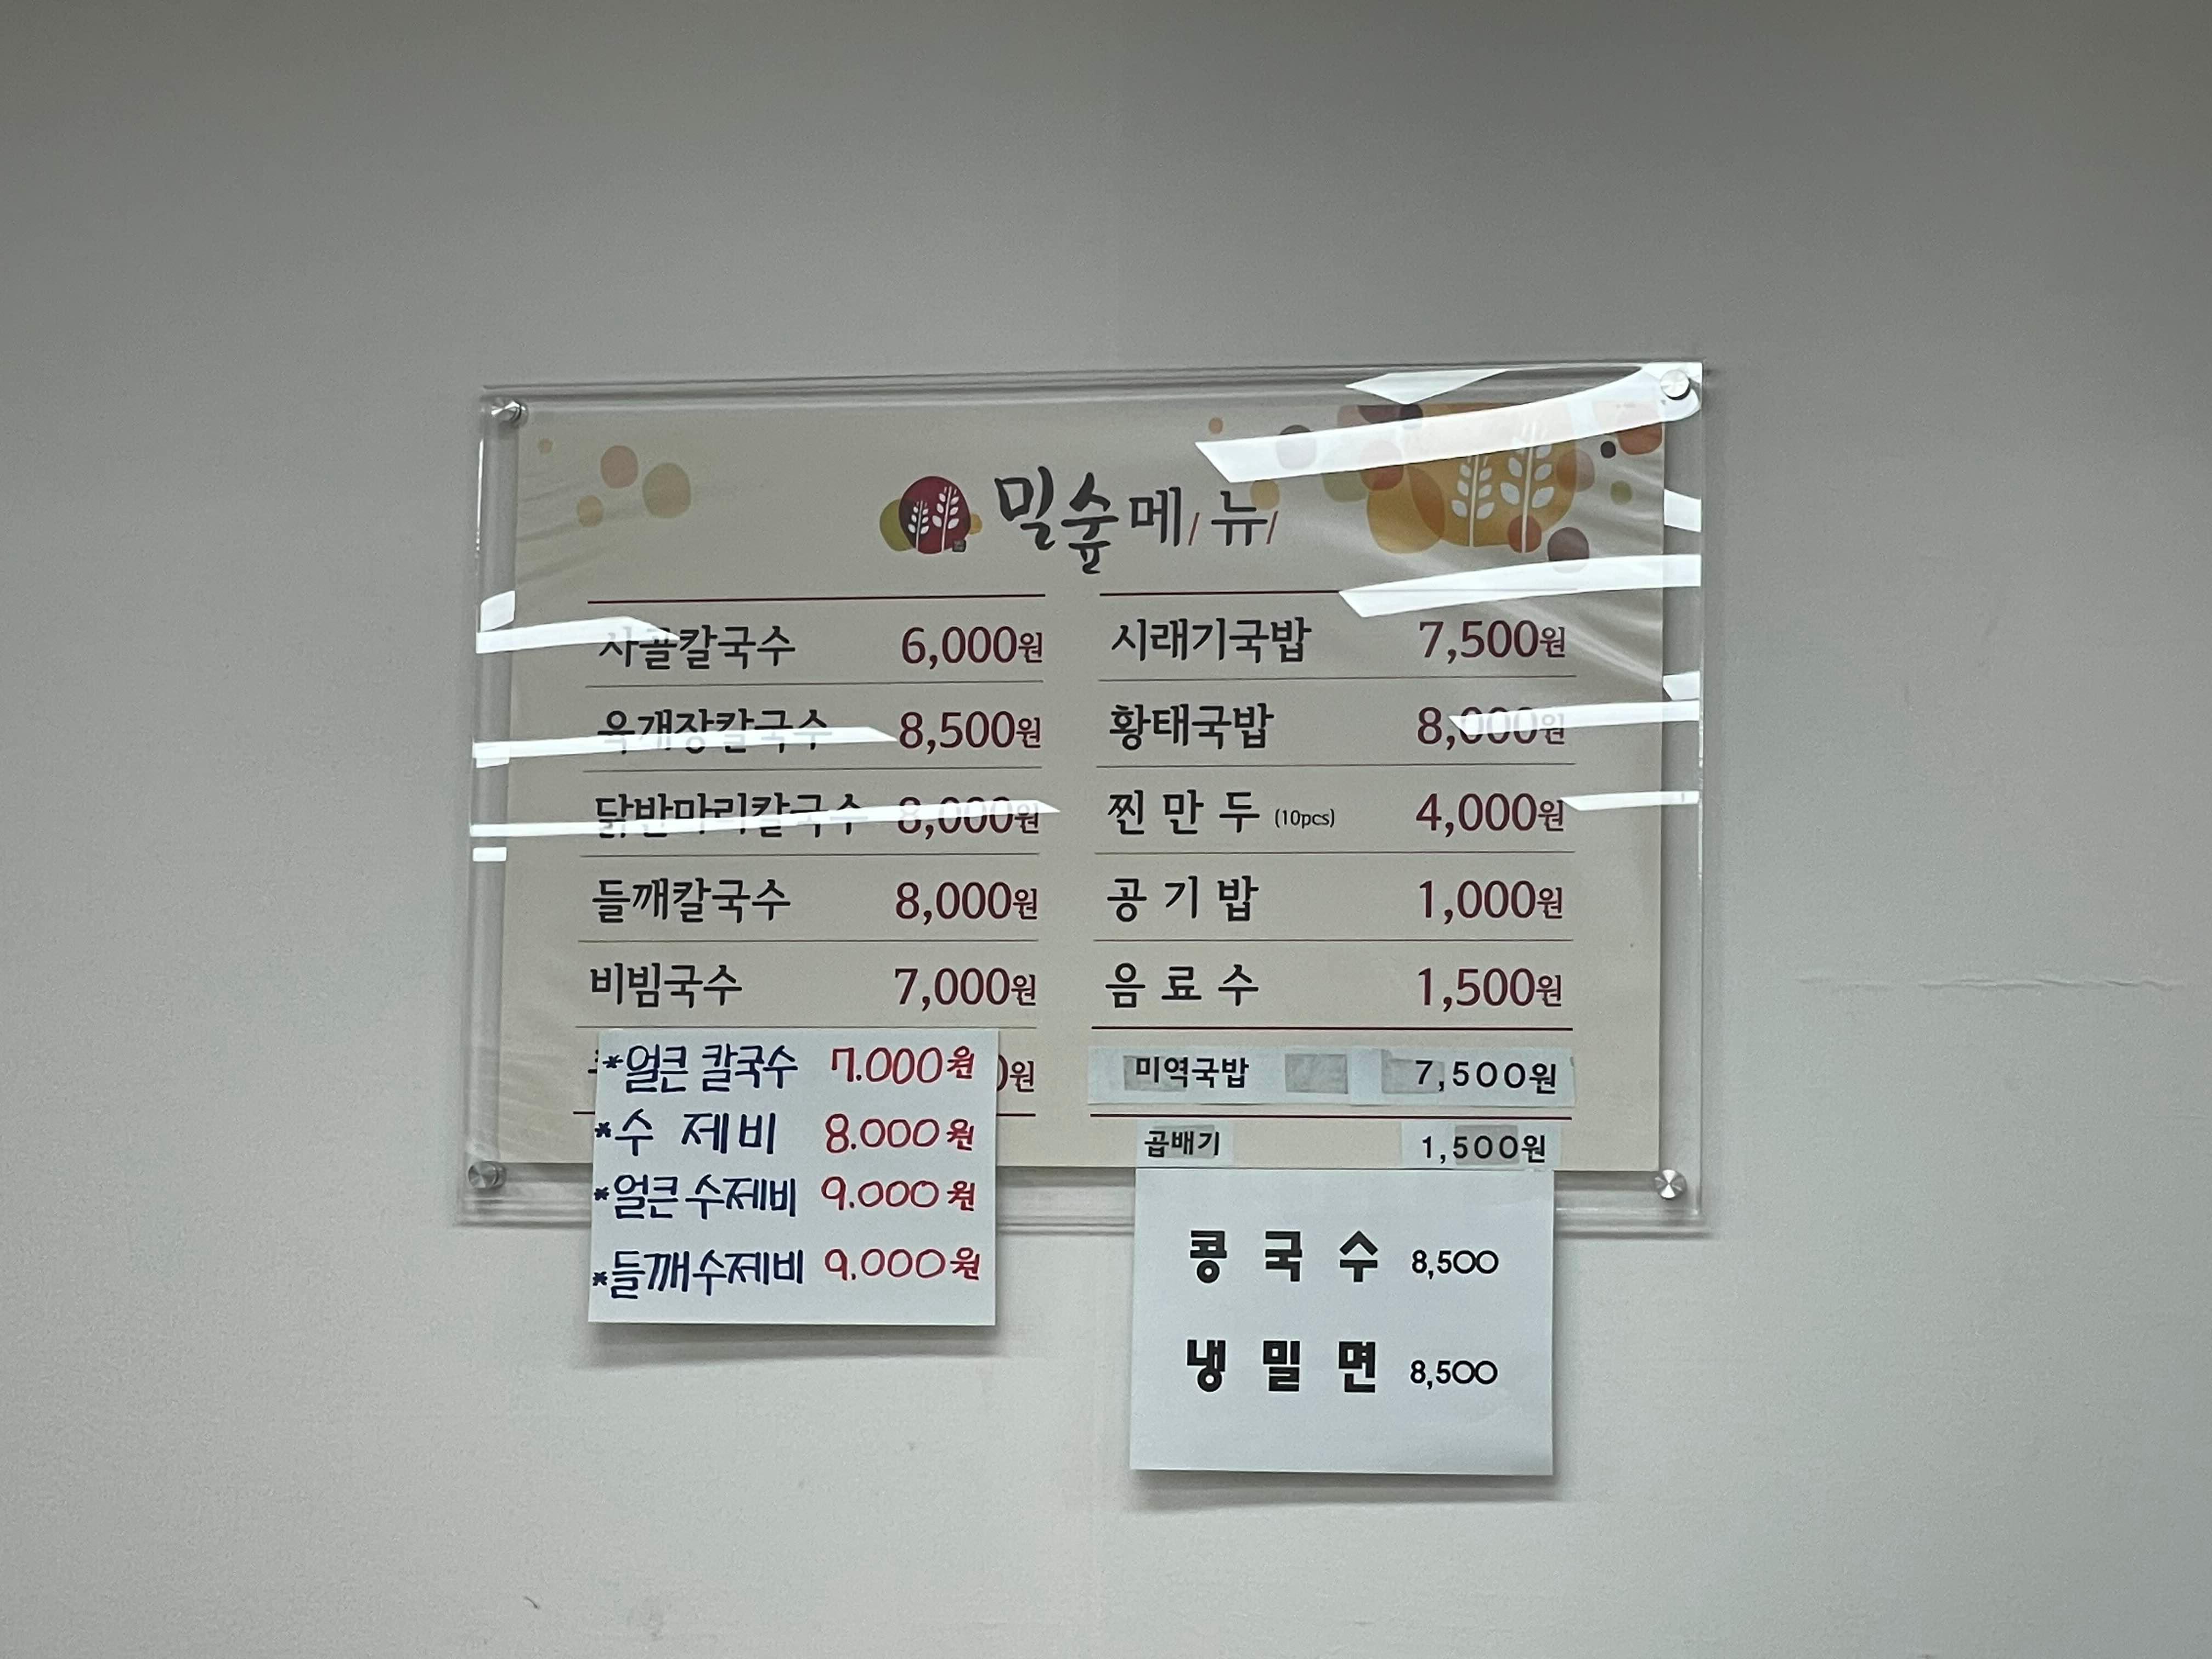 밀숲메/뉴/
사골칼국수 6,000원
육개장칼국수 8,500원
닭반마리칼국수 8,000원
들깨칼국수 8,000원
비빔국수 7,000원
원
*얼큰 칼국수 7.000원
*수 제비 8.000원
*얼큰 수제비 9.000원
*들깨수제비 9.000원
시래기국밥 7,500원
황태국밥 8,000원
찐 만 두 (10pcs) 4,000원
공 기 밥 1,000원
음 료 수 1,500원
미역국밥 7,500원
곱배기 1,500원
콩 국 수 8,500
냉 밀 면 8,500